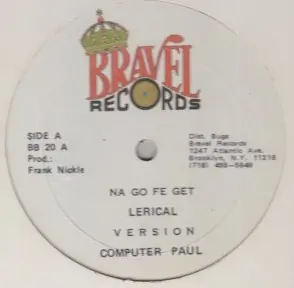 BRAVEL
RECORDS
SIDE A
BB 20 A
Prod.:
Frank Nickle
Dist. Bugs
Bravel Records
1247 Atlantic Ave.
Brooklyn, N.Y. 11216
(718)
NA GO FE GET
LERICAL
VERSION
COMPUTER PAUL